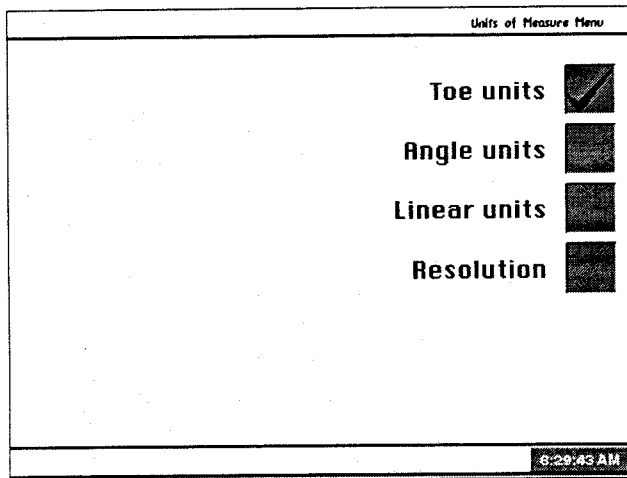 Units of Measure Menu
Toe units
Angle units
Linear units
Resolution
6:29:43 AM